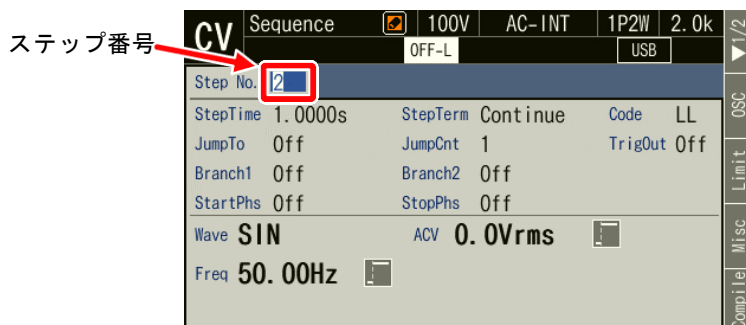 ステップ番号
CV Sequence 100V AC-INT 1P2W 2.0k
OFF-L USB
Step No. 2
StepTime 1.0000s StepTerm Continue Code LL
JumpTo Off JumpCnt 1 TrigOut Off
Branch1 Off Branch2 Off
StartPhs Off StopPhs Off
Wave SIN ACV 0.0Vrms
Freq 50.00Hz
▼1/2
OSC
Limit
Misc
Compile